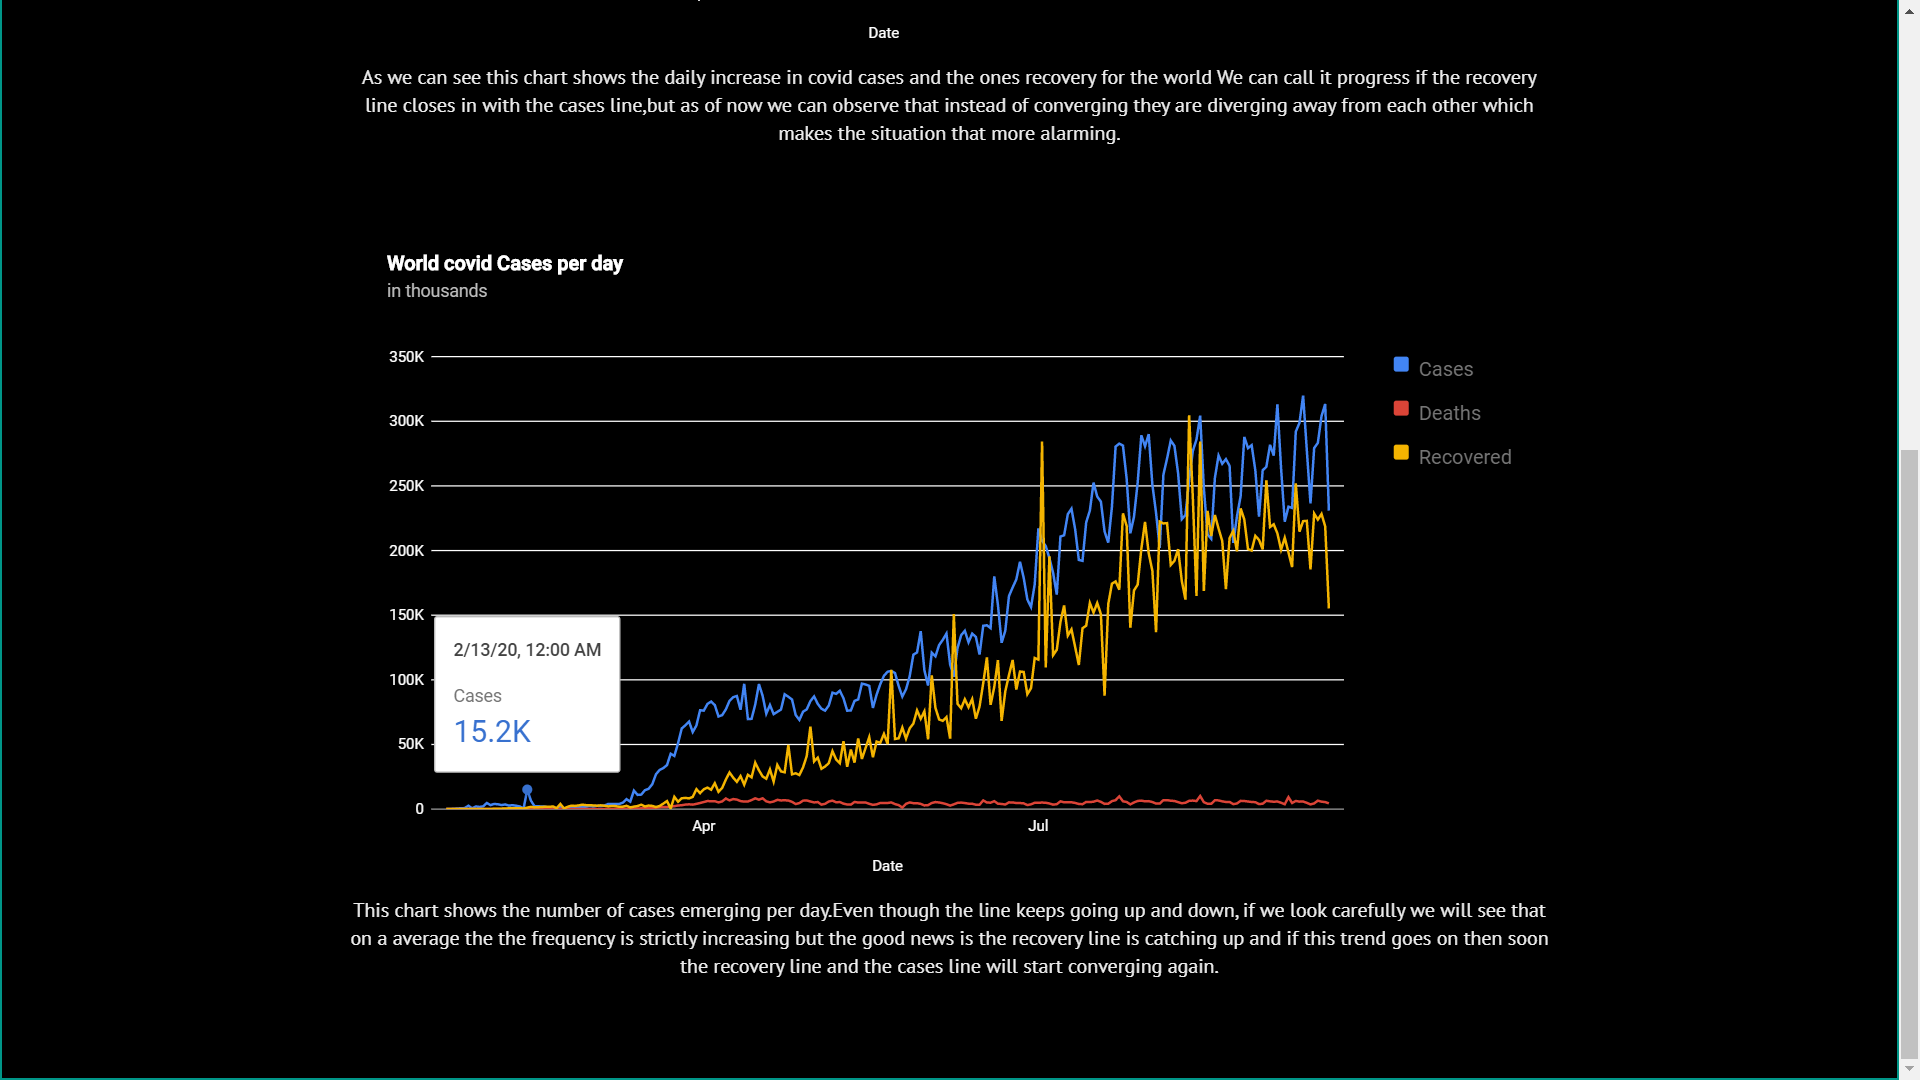 Date
As we can see this chart shows the daily increase in covid cases and the ones recovery for the world We can call it progress if the recovery
line closes in with the cases line,but as of now we can observe that instead of converging they are diverging away from each other which
makes the situation that more alarming.
World covid Cases per day
in thousands
350K
300K
250K
200K
150K
100K
50K
0
Cases
Deaths
Recovered
2/13/20, 12:00 AM
Cases
15.2K
Apr
Jul
Date
This chart shows the number of cases emerging per day.Even though the line keeps going up and down, if we look carefully we will see that
on a average the the frequency is strictly increasing but the good news is the recovery line is catching up and if this trend goes on then soon
the recovery line and the cases line will start converging again.